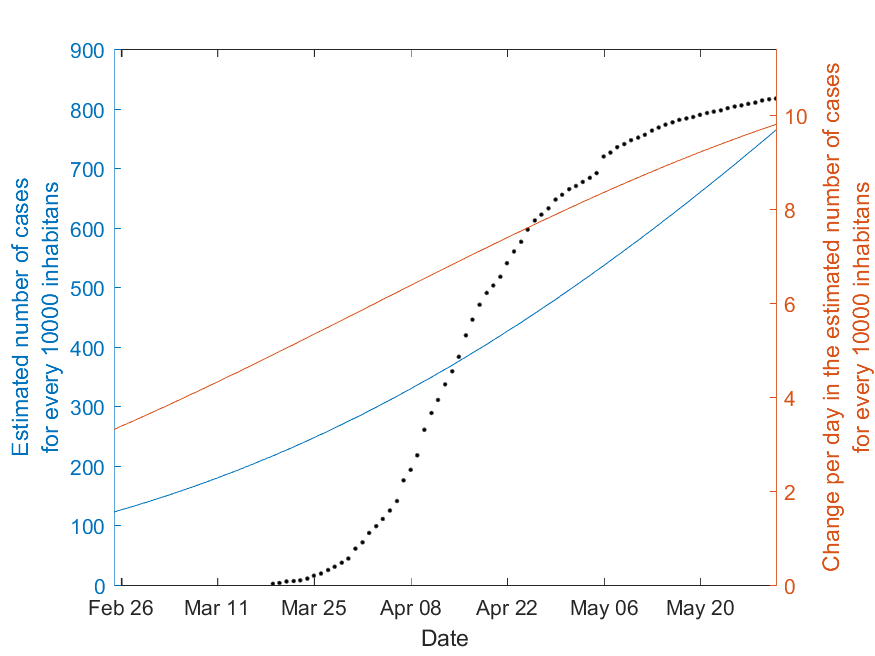 900
800
700
600
500
400
300
200
100
0
Estimated number of cases
for every 10000 inhabitans
10
8
6
4
2
0
Change per day in the estimated number of cases
for every 10000 inhabitans
Feb 26 Mar 11 Mar 25 Apr 08 Apr 22 May 06 May 20
Date